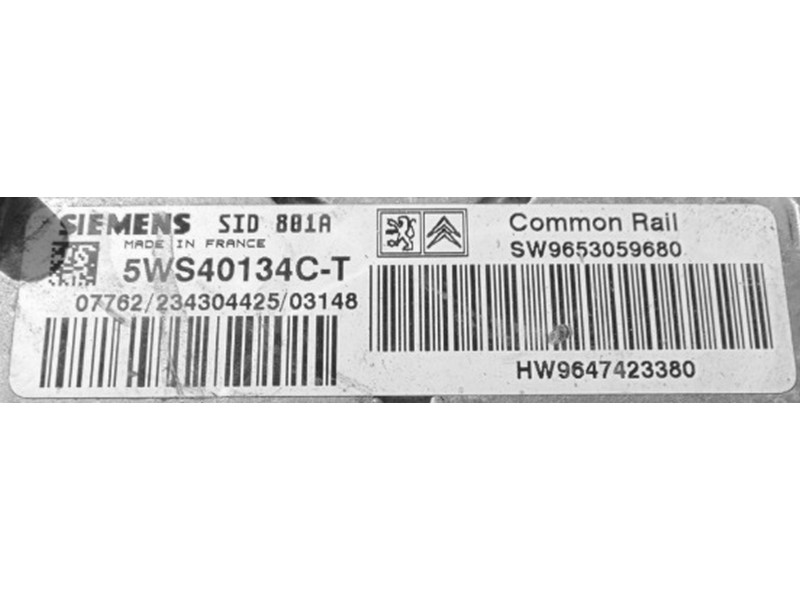 SIEMENS SID 801A
MADE IN FRANCE
5WS40134C-T
07762/234304425/03148
Common Rail
SW9653059680
HW9647423380